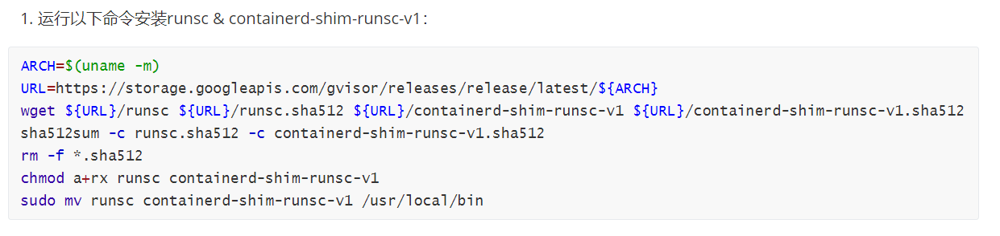 1. 运行以下命令安装runsc & containerd-shim-runsc-v1：
ARCH=$(uname -m)
URL=https://storage.googleapis.com/gvisor/releases/release/latest/${ARCH}
wget ${URL}/runsc ${URL}/runsc.sha512 ${URL}/containerd-shim-runsc-v1 ${URL}/containerd-shim-runsc-v1.sha512
sha512sum -c runsc.sha512 -c containerd-shim-runsc-v1.sha512
rm -f *.sha512
chmod a+rx runsc containerd-shim-runsc-v1
sudo mv runsc containerd-shim-runsc-v1 /usr/local/bin